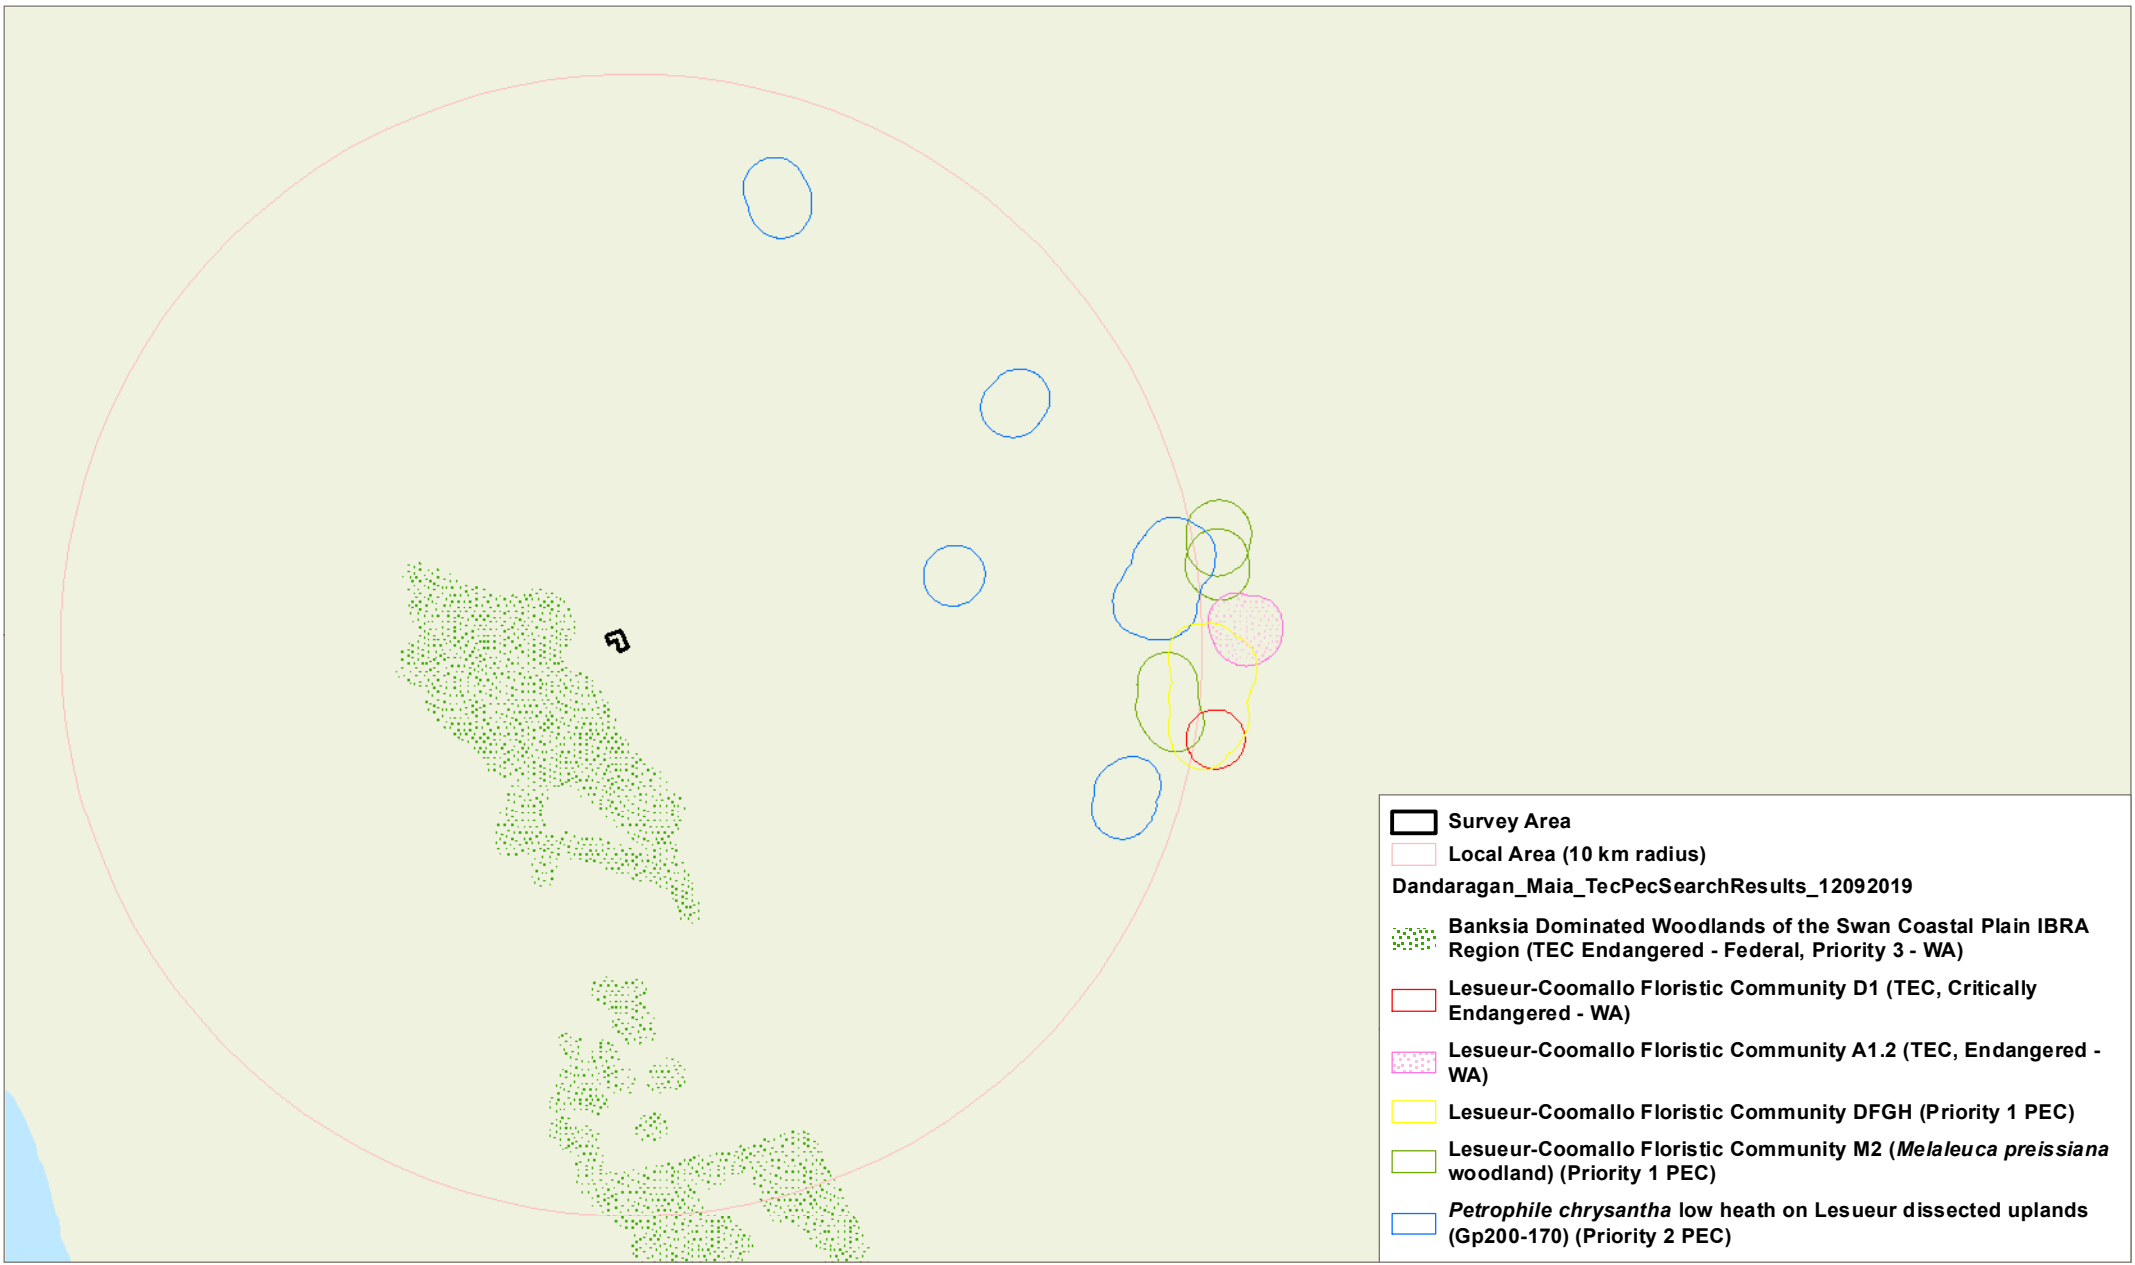 Survey Area
Local Area (10 km radius)
Dandaragan_Maia_TecPecSearchResults_12092019
Banksia Dominated Woodlands of the Swan Coastal Plain IBRA
Region (TEC Endangered - Federal, Priority 3 - WA)
Lesueur-Coomallo Floristic Community D1 (TEC, Critically
Endangered - WA)
Lesueur-Coomallo Floristic Community A1.2 (TEC, Endangered -
WA)
Lesueur-Coomallo Floristic Community DFGH (Priority 1 PEC)
Lesueur-Coomallo Floristic Community M2 (Melaleuca preissiana
woodland) (Priority 1 PEC)
Petrophile chrysantha low heath on Lesueur dissected uplands
(Gp200-170) (Priority 2 PEC)